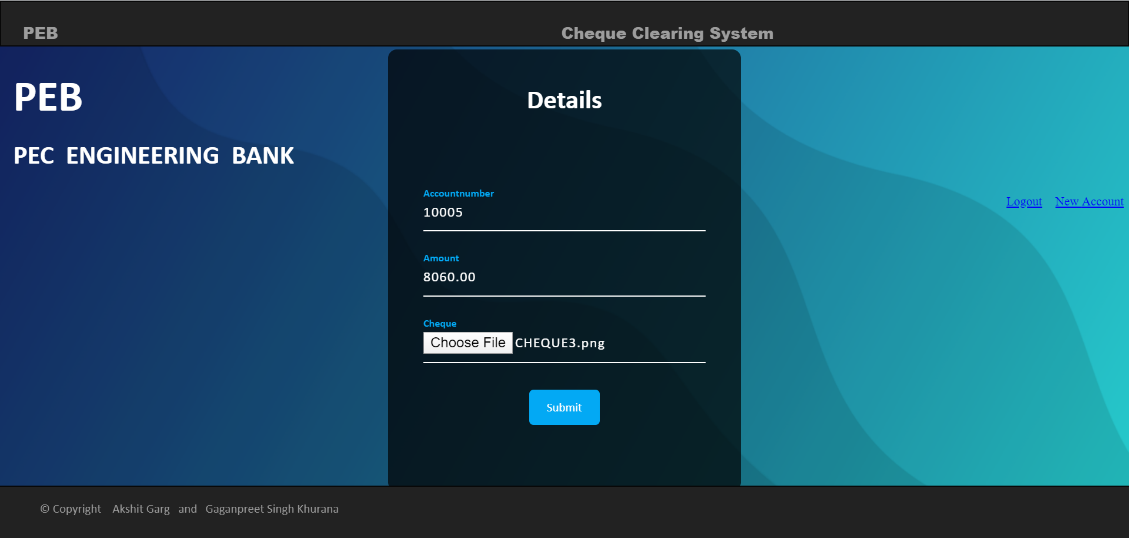 PEB Cheque Clearing System
PEB
PEC ENGINEERING BANK
Details
Accountnumber
10005
Logout New Account
Amount
8060.00
Cheque
Choose File CHEQUE3.png
Submit
© Copyright Akshit Garg and Gaganpreet Singh Khurana